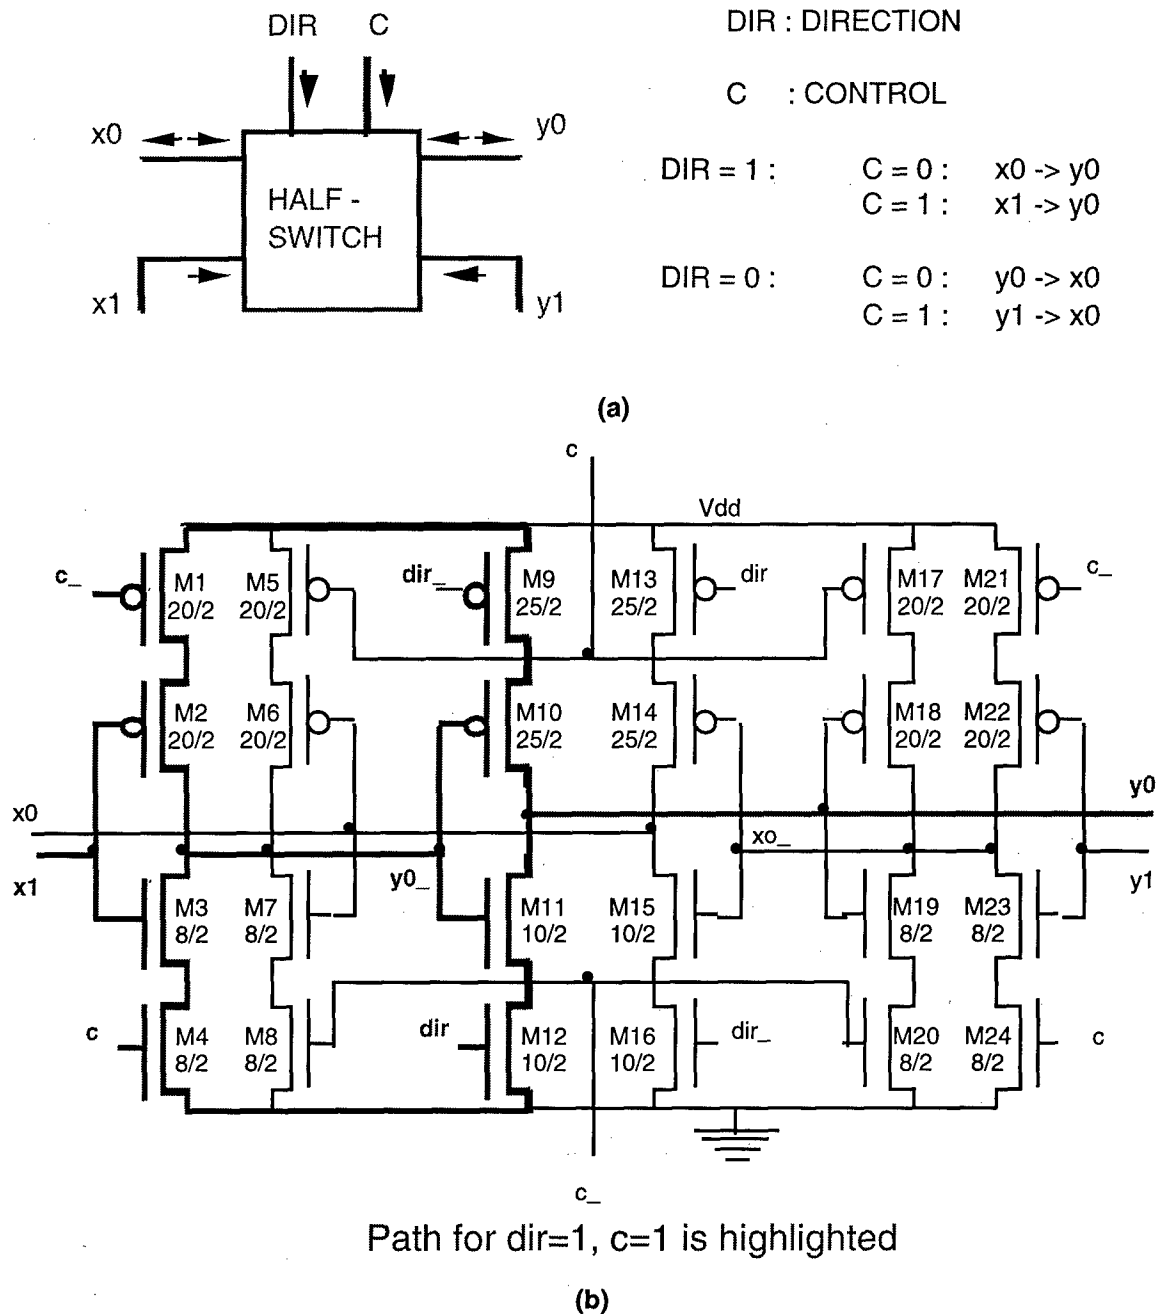 DIR C
DIR : DIRECTION
C : CONTROL
x0 y0
HALF -
SWITCH
x1 y1
DIR = 1 : C = 0 : x0 -> y0
C = 1 : x1 -> y0
DIR = 0 : C = 0 : y0 -> x0
C = 1 : y1 -> x0
(a)
c
Vdd
c_ M1 M5 dir_ M9 M13 dir M17 M21 c_
20/2 20/2 25/2 25/2 20/2 20/2
M2 M6 M10 M14 M18 M22
20/2 20/2 25/2 25/2 20/2 20/2
x0 y0
x1 y0_ xo_ y1
M3 M7 M11 M15 M19 M23
8/2 8/2 10/2 10/2 8/2 8/2
c M4 M8 dir M12 M16 dir_ M20 M24 c
8/2 8/2 10/2 10/2 8/2 8/2
c_
Path for dir=1, c=1 is highlighted
(b)